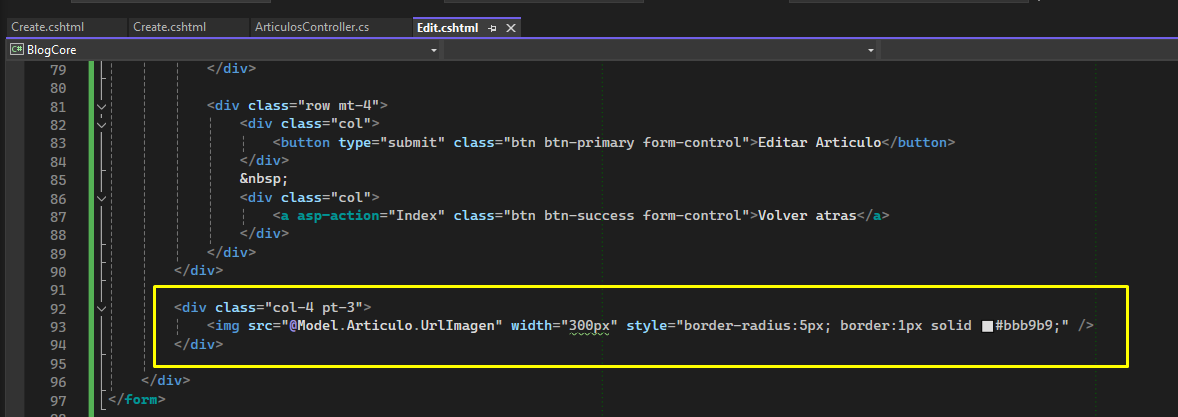 Create.cshtml Create.cshtml ArticulosController.cs Edit.cshtml
C# BlogCore
79 </div>
80
81 <div class="row mt-4">
82 <div class="col">
83 <button type="submit" class="btn btn-primary form-control">Editar Articulo</button>
84 </div>
85 &nbsp;
86 <div class="col">
87 <a asp-action="Index" class="btn btn-success form-control">Volver atras</a>
88 </div>
89 </div>
90 </div>
91
92 <div class="col-4 pt-3">
93 <img src="@Model.Articulo.UrlImagen" width="300px" style="border-radius:5px; border:1px solid #bbb9b9;" />
94 </div>
95
96 </div>
97 </form>